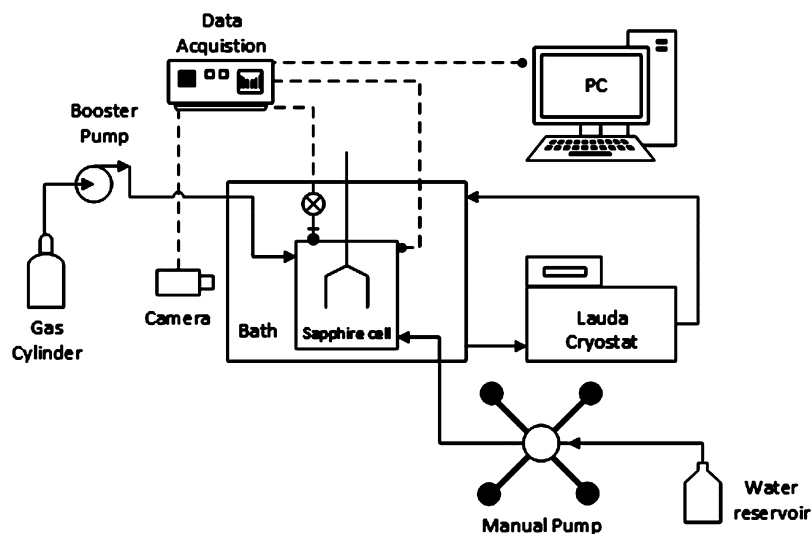 Data
Acquistion
PC
Booster
Pump
Gas
Cylinder
Camera
Bath
Sapphire cell
Lauda
Cryostat
Manual Pump
Water
reservoir